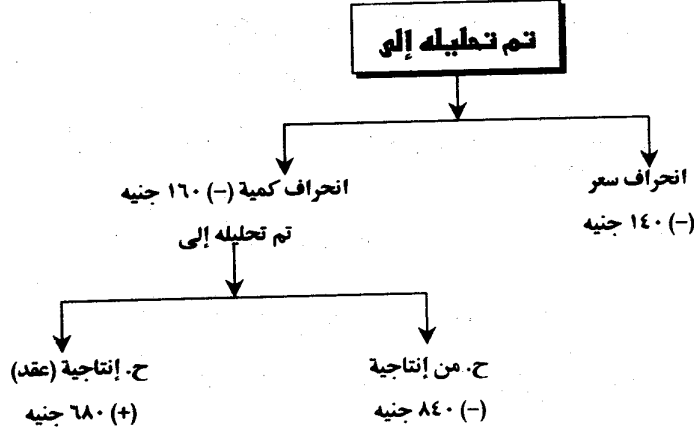 تم تحليله إلى
انحراف سعر
(–) ١٤٠ جنيه
انحراف كمية (–) ١٦٠ جنيه
تم تحليله إلى
ح. من إنتاجية
(–) ٨٤٠ جنيه
ح. إنتاجية (عقد)
(+) ٦٨٠ جنيه